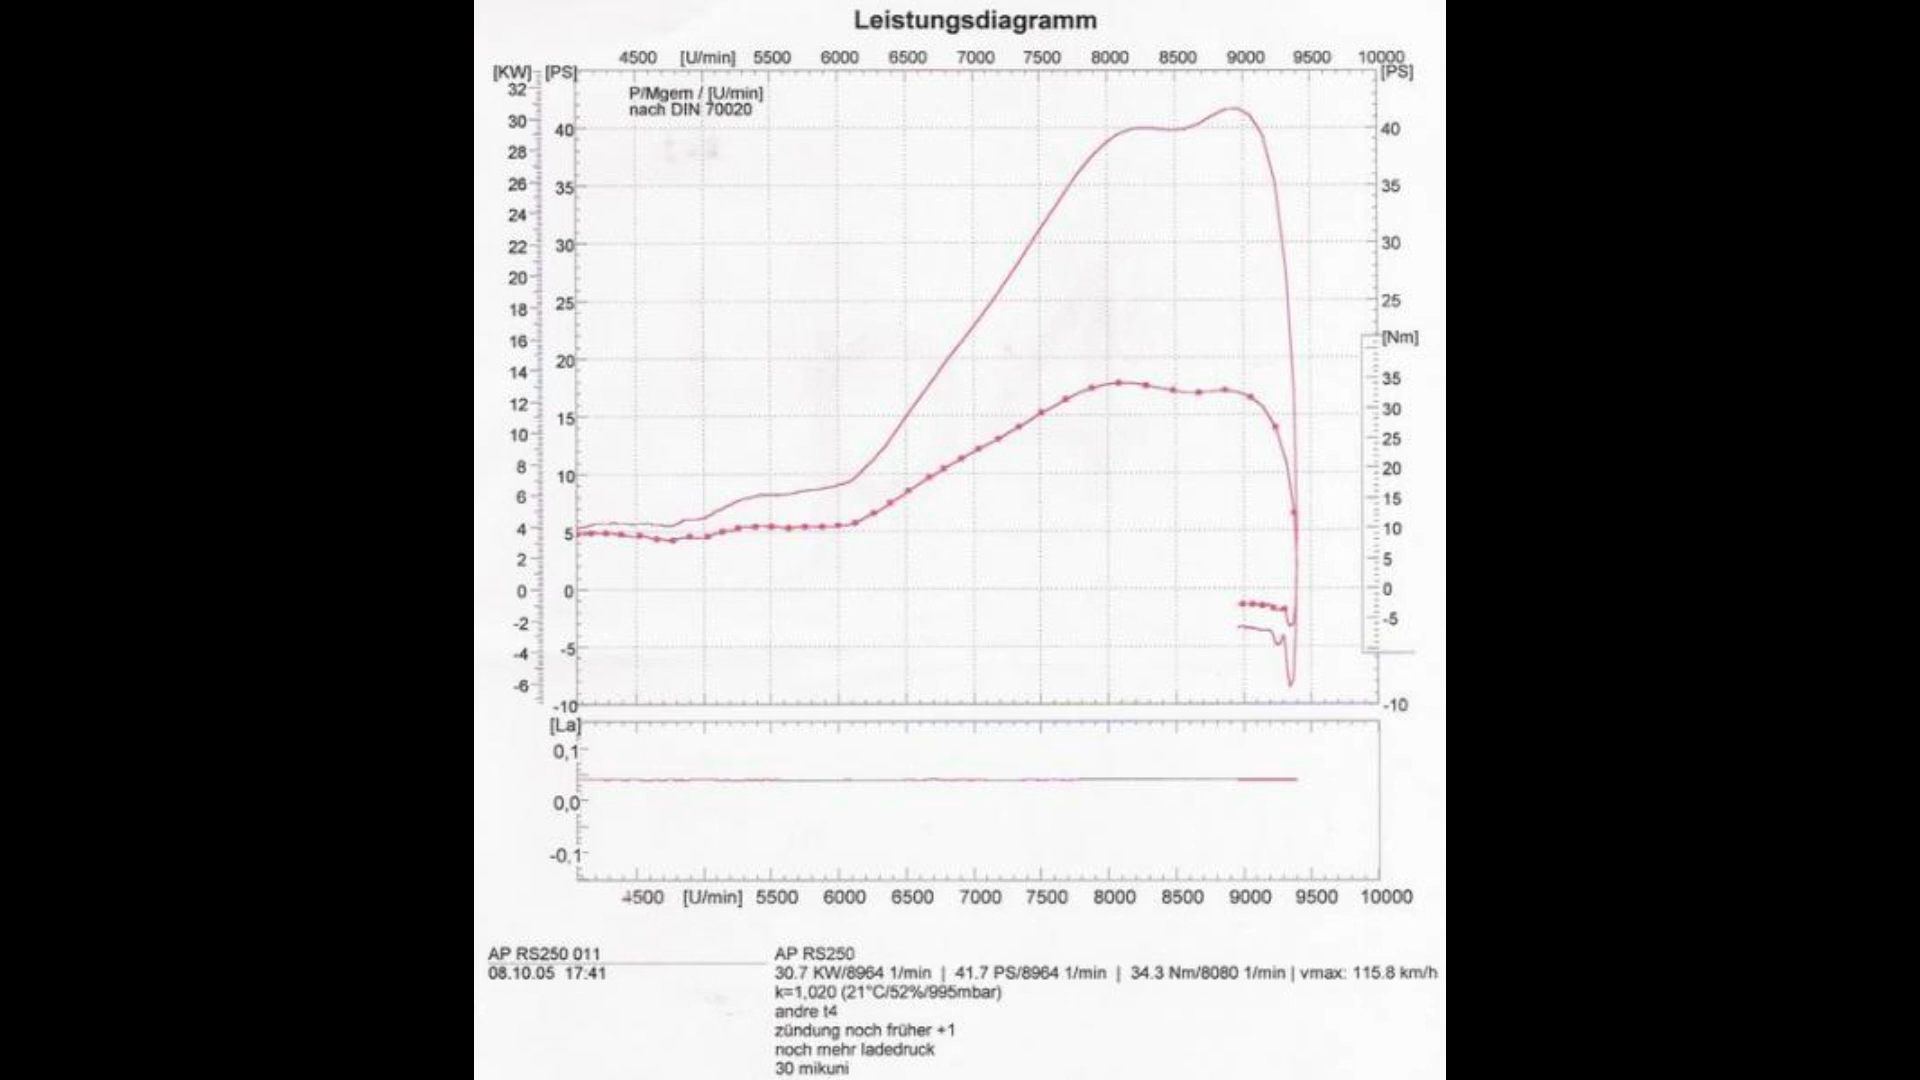 Leistungsdiagramm
4500 [U/min] 5500 6000 6500 7000 7500 8000 8500 9000 9500 10000
[KW] [PS] [PS]
P/Mgem / [U/min]
nach DIN 70020
32
30 40 40
28
26 35 35
24
22 30 30
20
18 25 25
16 [Nm]
14 20 35
12 15 30
10 25
8 10 20
6 15
4 5 10
2 5
0 0 0
-2 -5
-4 -5
-6
-10 -10
[La]
0,1
0,0
-0,1
4500 [U/min] 5500 6000 6500 7000 7500 8000 8500 9000 9500 10000
AP RS250 011
08.10.05 17:41
AP RS250
30.7 KW/8964 1/min | 41.7 PS/8964 1/min | 34.3 Nm/8080 1/min | vmax: 115.8 km/h
k=1,020 (21°C/52%/995mbar)
andre t4
zündung noch früher +1
noch mehr ladedruck
30 mikuni